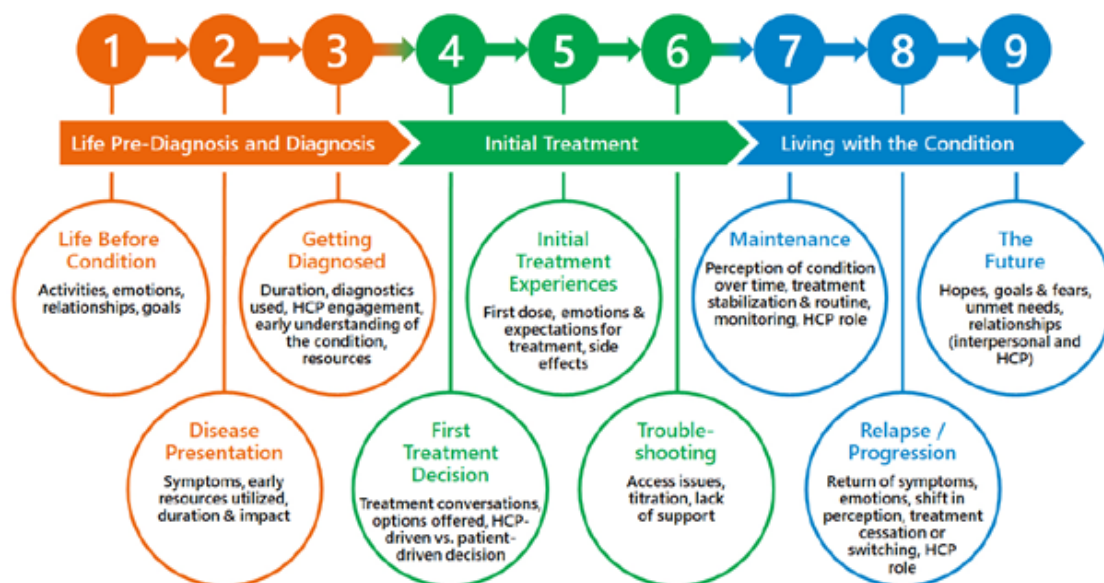 1
2
3
4
5
6
7
8
9
Life Pre-Diagnosis and Diagnosis
Initial Treatment
Living with the Condition
Life Before
Condition
Activities, emotions,
relationships, goals
Disease
Presentation
Symptoms, early
resources utilized,
duration & impact
Getting
Diagnosed
Duration, diagnostics
used, HCP engagement,
early understanding of
the condition,
resources
First
Treatment
Decision
Treatment conversations,
options offered, HCP-
driven vs. patient-
driven decision
Initial
Treatment
Experiences
First dose, emotions &
expectations for
treatment, side
effects
Trouble-
shooting
Access issues,
titration, lack
of support
Maintenance
Perception of condition
over time, treatment
stabilization & routine,
monitoring, HCP role
Relapse /
Progression
Return of symptoms,
emotions, shift in
perception, treatment
cessation or
switching, HCP
role
The
Future
Hopes, goals & fears,
unmet needs,
relationships
(interpersonal and
HCP)